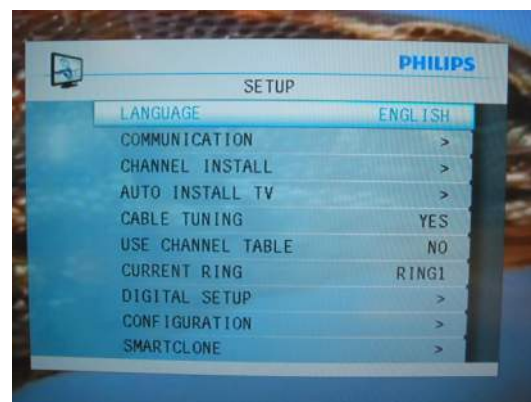 PHILIPS
SETUP
LANGUAGE ENGLISH
COMMUNICATION >
CHANNEL INSTALL >
AUTO INSTALL TV >
CABLE TUNING YES
USE CHANNEL TABLE NO
CURRENT RING RING1
DIGITAL SETUP >
CONFIGURATION >
SMARTCLONE >